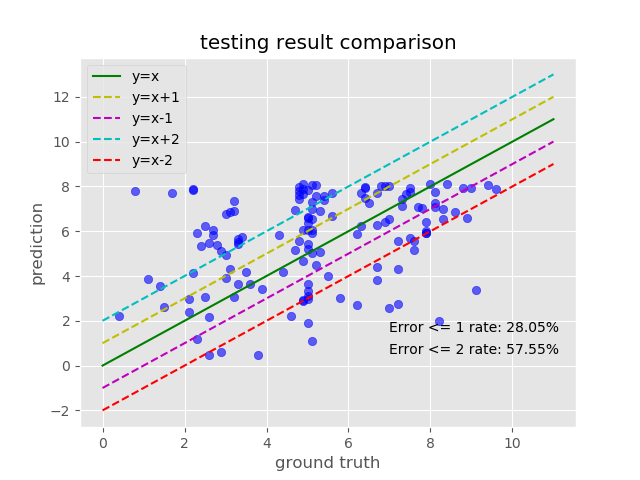 testing result comparison
y=x
y=x+1
y=x-1
y=x+2
y=x-2
12
10
8
6
4
2
0
−2
prediction
Error <= 1 rate: 28.05%
Error <= 2 rate: 57.55%
0 2 4 6 8 10
ground truth